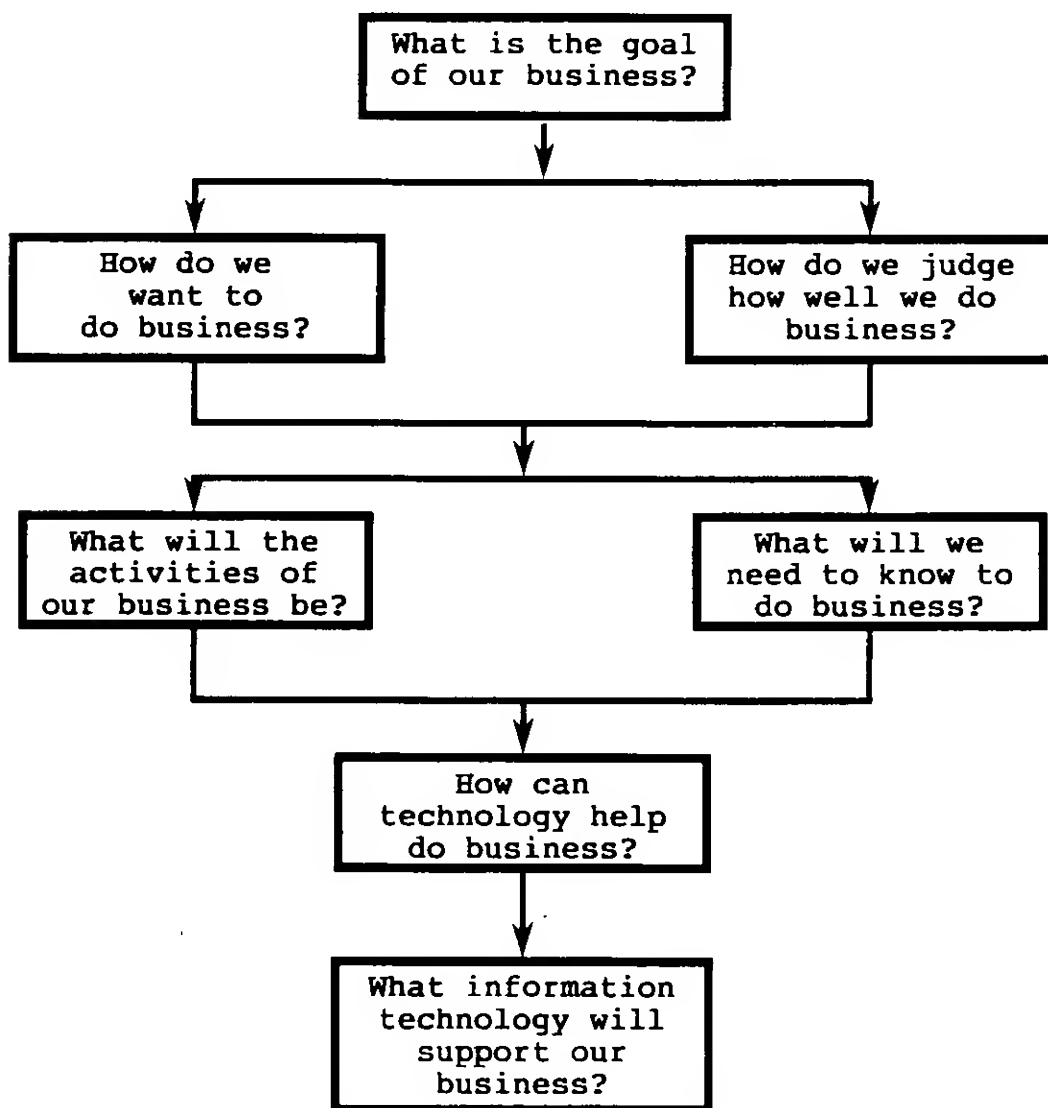 What is the goal
of our business?
How do we
want to
do business?
How do we judge
how well we do
business?
What will the
activities of
our business be?
What will we
need to know to
do business?
How can
technology help
do business?
What information
technology will
support our
business?